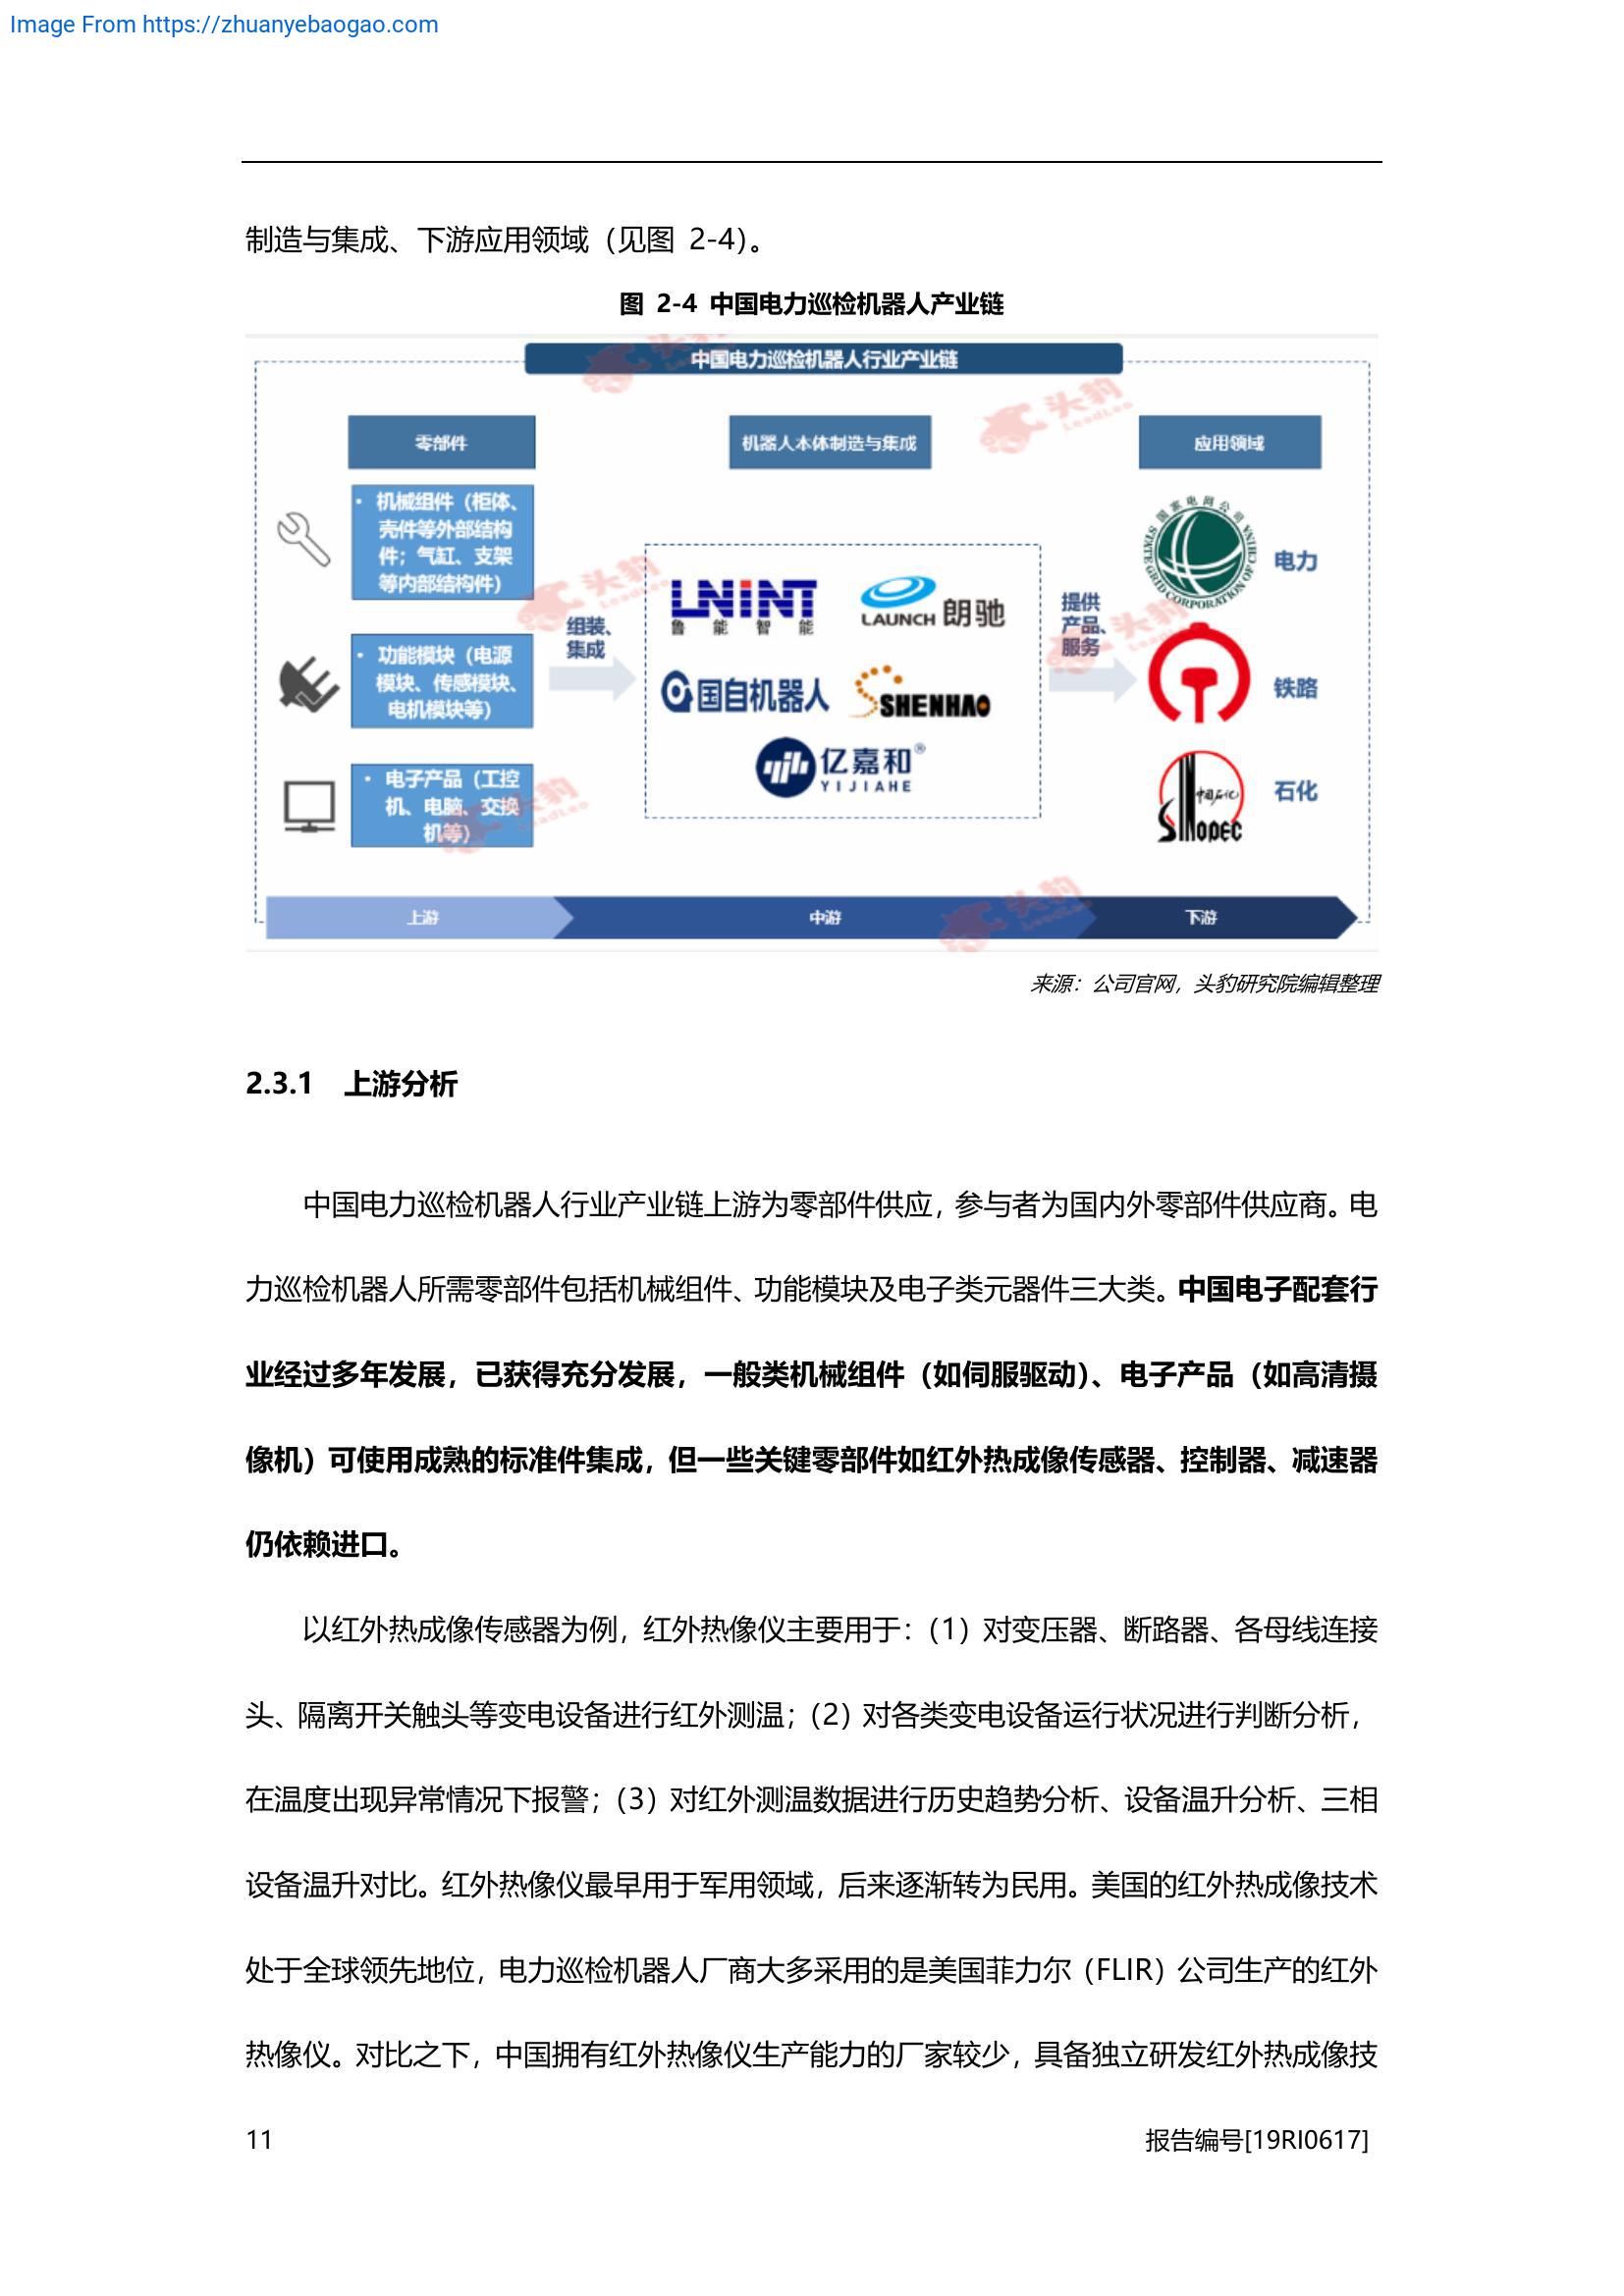 Image From https://zhuanyebaogao.com
制造与集成、下游应用领域（见图 2-4）。
图 2-4 中国电力巡检机器人产业链
中国电力巡检机器人行业产业链
零部件
机器人本体制造与集成
应用领域
• 机械组件（柜体、
壳件等外部结构
件；气缸、支架
等内部结构件）
• 功能模块（电源
模块、传感模块、
电机模块等）
• 电子产品（工控
机、电脑、交换
机等）
组装、
集成
LNINT
鲁能智能
LAUNCH 朗驰
国自机器人
SHENHAO
亿嘉和®
YIJIAHE
提供
产品、
服务
国家电网公司
STATE GRID CORPORATION OF CHINA
电力
铁路
中国石化
SINOPEC
石化
上游
中游
下游
头豹
LeadLeo
头豹
LeadLeo
头豹
LeadLeo
头豹
头豹
LeadLeo
头豹
来源：公司官网，头豹研究院编辑整理
2.3.1 上游分析
中国电力巡检机器人行业产业链上游为零部件供应，参与者为国内外零部件供应商。电
力巡检机器人所需零部件包括机械组件、功能模块及电子类元器件三大类。中国电子配套行
业经过多年发展，已获得充分发展，一般类机械组件（如伺服驱动）、电子产品（如高清摄
像机）可使用成熟的标准件集成，但一些关键零部件如红外热成像传感器、控制器、减速器
仍依赖进口。
以红外热成像传感器为例，红外热像仪主要用于：（1）对变压器、断路器、各母线连接
头、隔离开关触头等变电设备进行红外测温；（2）对各类变电设备运行状况进行判断分析，
在温度出现异常情况下报警；（3）对红外测温数据进行历史趋势分析、设备温升分析、三相
设备温升对比。红外热像仪最早用于军用领域，后来逐渐转为民用。美国的红外热成像技术
处于全球领先地位，电力巡检机器人厂商大多采用的是美国菲力尔（FLIR）公司生产的红外
热像仪。对比之下，中国拥有红外热像仪生产能力的厂家较少，具备独立研发红外热成像技
11
报告编号[19RI0617]